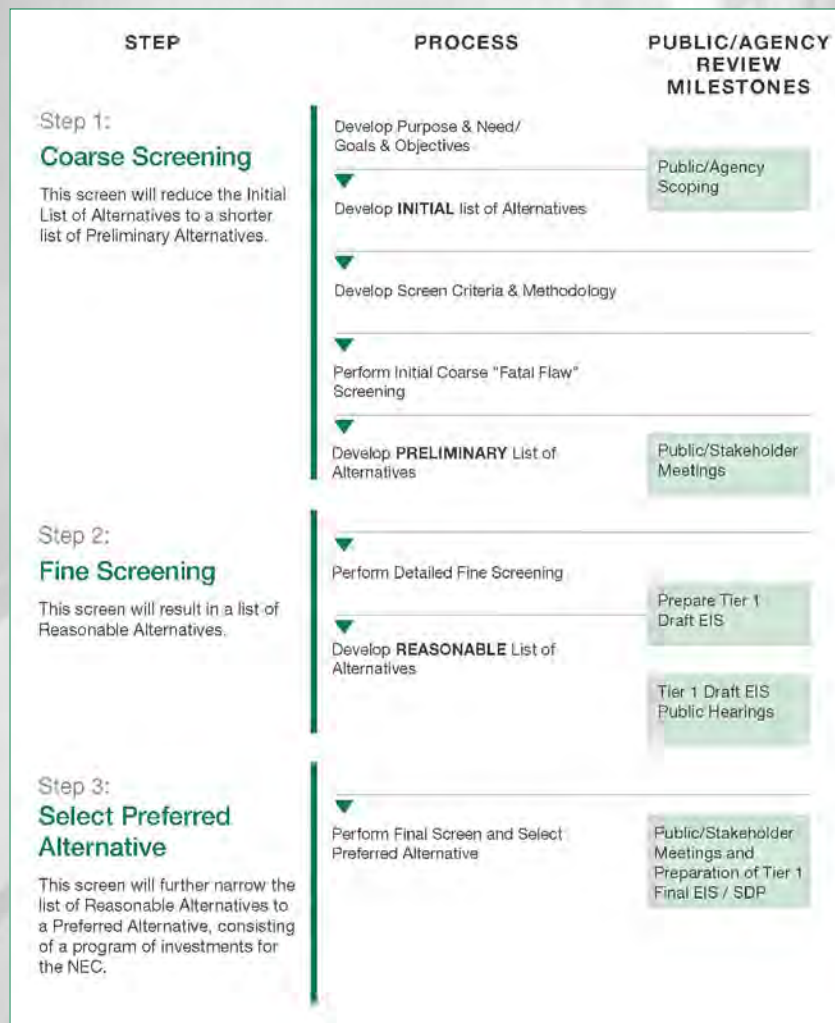 STEP
PROCESS
PUBLIC/AGENCY
REVIEW
MILESTONES
Step 1:
Coarse Screening
This screen will reduce the Initial
List of Alternatives to a shorter
list of Preliminary Alternatives.
Develop Purpose & Need/
Goals & Objectives
Public/Agency
Scoping
Develop INITIAL list of Alternatives
Develop Screen Criteria & Methodology
Perform Initial Coarse "Fatal Flaw"
Screening
Develop PRELIMINARY List of
Alternatives
Public/Stakeholder
Meetings
Step 2:
Fine Screening
This screen will result in a list of
Reasonable Alternatives.
Perform Detailed Fine Screening
Prepare Tier 1
Draft EIS
Develop REASONABLE List of
Alternatives
Tier 1 Draft EIS
Public Hearings
Step 3:
Select Preferred
Alternative
This screen will further narrow the
list of Reasonable Alternatives to
a Preferred Alternative, consisting
of a program of investments for
the NEC.
Perform Final Screen and Select
Preferred Alternative
Public/Stakeholder
Meetings and
Preparation of Tier 1
Final EIS / SDP